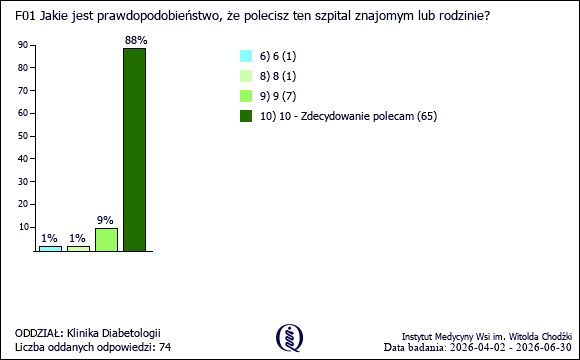 F01 Jakie jest prawdopodobieństwo, że polecisz ten szpital znajomym lub rodzinie?
88%
90
80
70
60
50
40
30
20
10
1%
1%
9%
6) 6 (1)
8) 8 (1)
9) 9 (7)
10) 10 - Zdecydowanie polecam (65)
ODDZIAŁ: Klinika Diabetologii
Liczba oddanych odpowiedzi: 74
Instytut Medycyny Wsi im. Witolda Chodźki
Data badania: 2026-04-02 - 2026-06-30